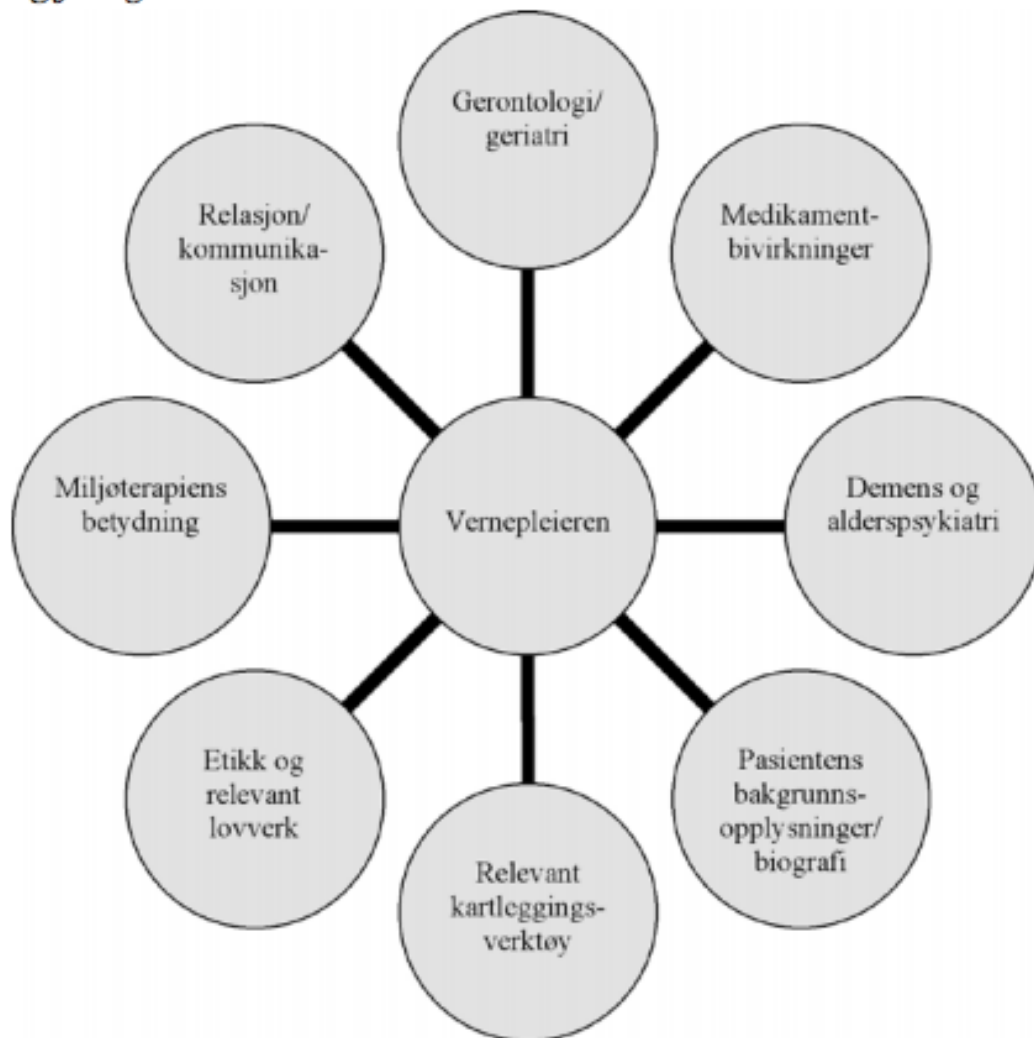 Gerontologi/
geriatri
Medikament-
bivirkninger
Demens og
alderspsykiatri
Pasientens
bakgrunns-
opplysninger/
biografi
Relevant
kartleggings-
verktøy
Etikk og
relevant
lovverk
Miljøterapiens
betydning
Relasjon/
kommunika-
sjon
Vernepleieren